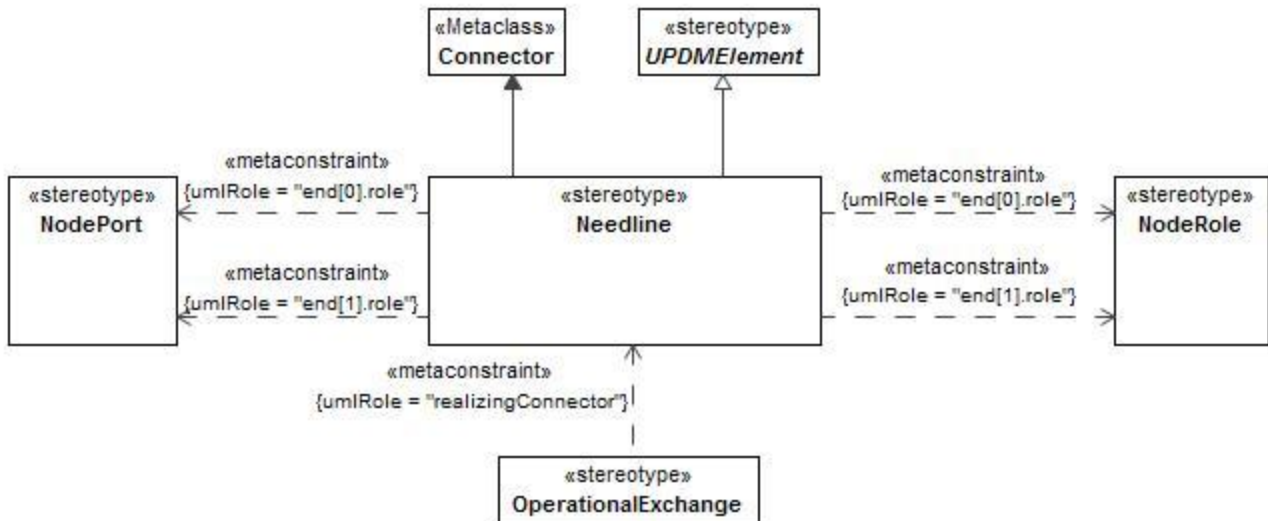 «Metaclass»
Connector
«stereotype»
UPDMElement
«metaconstraint»
{umlRole = "end[0].role"}
«metaconstraint»
{umlRole = "end[0].role"}
«stereotype»
NodePort
«stereotype»
Needline
«stereotype»
NodeRole
«metaconstraint»
{umlRole = "end[1].role"}
«metaconstraint»
{umlRole = "end[1].role"}
«metaconstraint»
{umlRole = "realizingConnector"}
«stereotype»
OperationalExchange